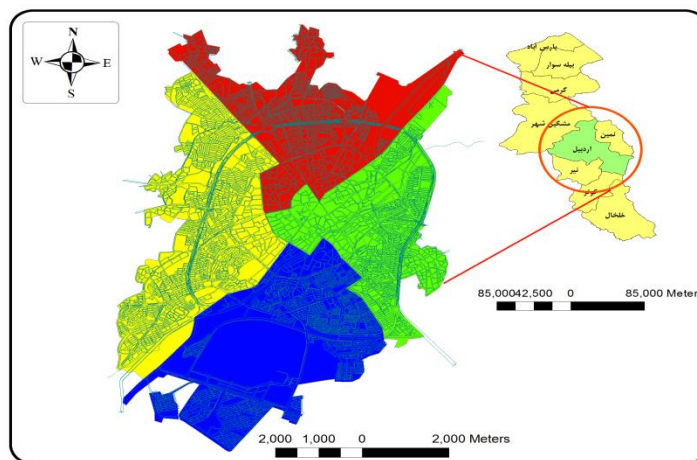 N
W E
S
پارس آباد
بیله سوار
گرمی
مشگین شهر
نمین
اردبیل
نیر
کوثر
خلخال
85,00042,500 0 85,000 Meter
2,000 1,000 0 2,000 Meters